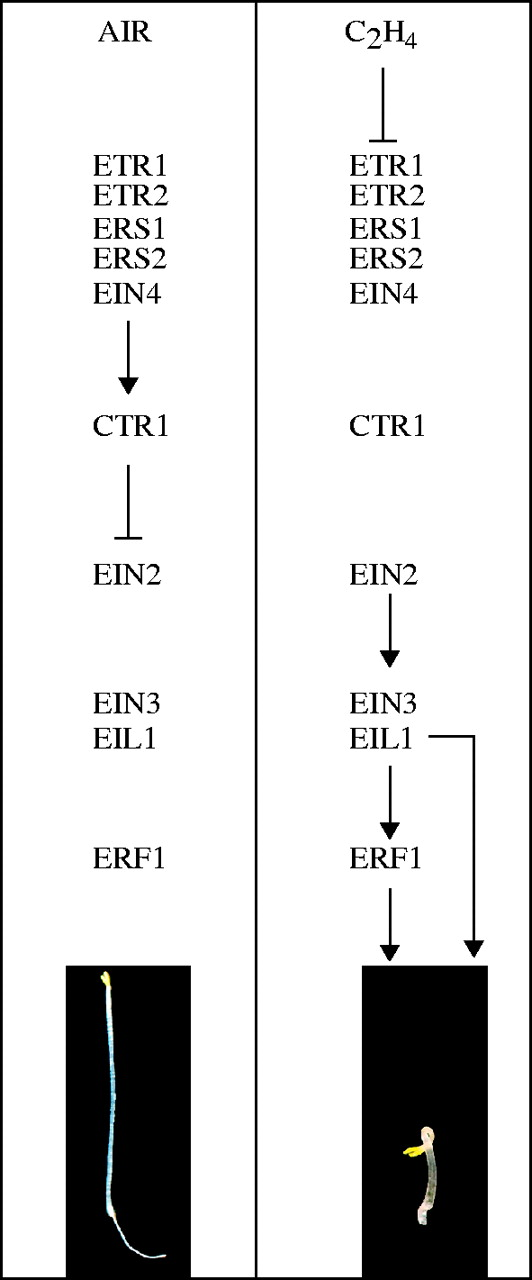 AIR
ETR1
ETR2
ERS1
ERS2
EIN4
CTR1
EIN2
EIN3
EIL1
ERF1
C₂H₄
ETR1
ETR2
ERS1
ERS2
EIN4
CTR1
EIN2
EIN3
EIL1
ERF1